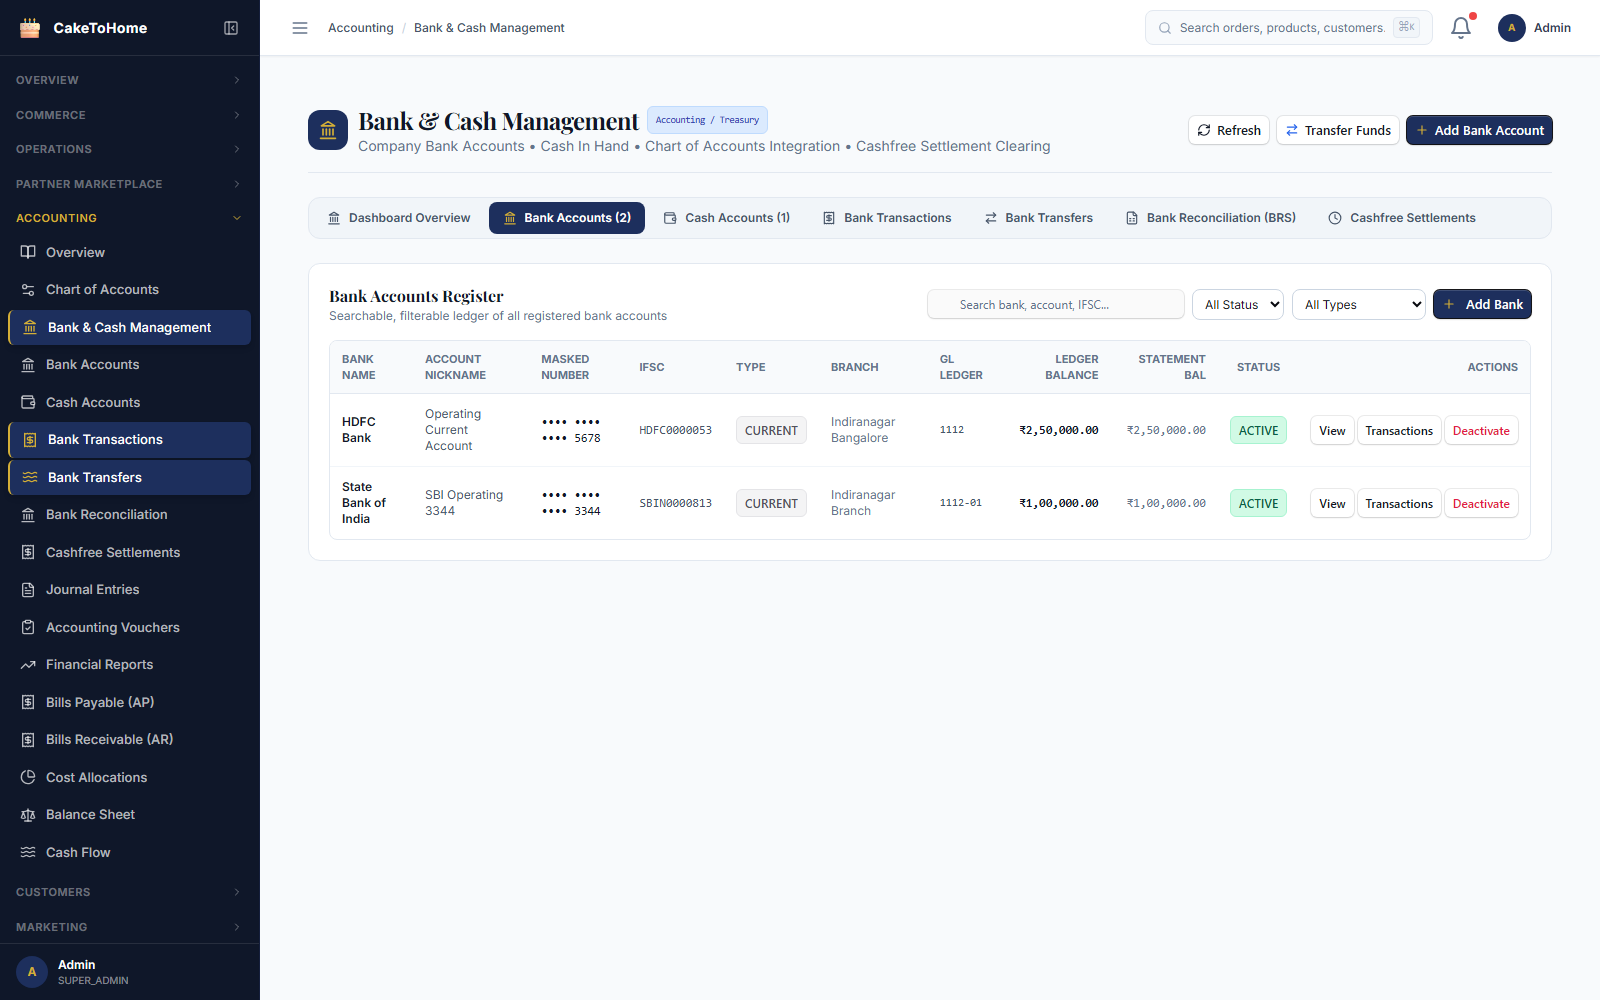 CakeToHome
OVERVIEW
COMMERCE
OPERATIONS
PARTNER MARKETPLACE
ACCOUNTING
Overview
Chart of Accounts
Bank & Cash Management
Bank Accounts
Cash Accounts
Bank Transactions
Bank Transfers
Bank Reconciliation
Cashfree Settlements
Journal Entries
Accounting Vouchers
Financial Reports
Bills Payable (AP)
Bills Receivable (AR)
Cost Allocations
Balance Sheet
Cash Flow
CUSTOMERS
MARKETING
A Admin
SUPER_ADMIN
Accounting / Bank & Cash Management
Search orders, products, customers. ⌘K
A Admin
Bank & Cash Management Accounting / Treasury
Company Bank Accounts • Cash In Hand • Chart of Accounts Integration • Cashfree Settlement Clearing
Refresh Transfer Funds + Add Bank Account
Dashboard Overview Bank Accounts (2) Cash Accounts (1) Bank Transactions Bank Transfers Bank Reconciliation (BRS) Cashfree Settlements
Bank Accounts Register
Searchable, filterable ledger of all registered bank accounts
Search bank, account, IFSC... All Status All Types + Add Bank
BANK NAME ACCOUNT NICKNAME MASKED NUMBER IFSC TYPE BRANCH GL LEDGER LEDGER BALANCE STATEMENT BAL STATUS ACTIONS
HDFC Bank Operating Current Account •••• •••• •••• 5678 HDFC0000053 CURRENT Indiranagar Bangalore 1112 ₹2,50,000.00 ₹2,50,000.00 ACTIVE View Transactions Deactivate
State Bank of India SBI Operating 3344 •••• •••• •••• 3344 SBIN0000813 CURRENT Indiranagar Branch 1112-01 ₹1,00,000.00 ₹1,00,000.00 ACTIVE View Transactions Deactivate